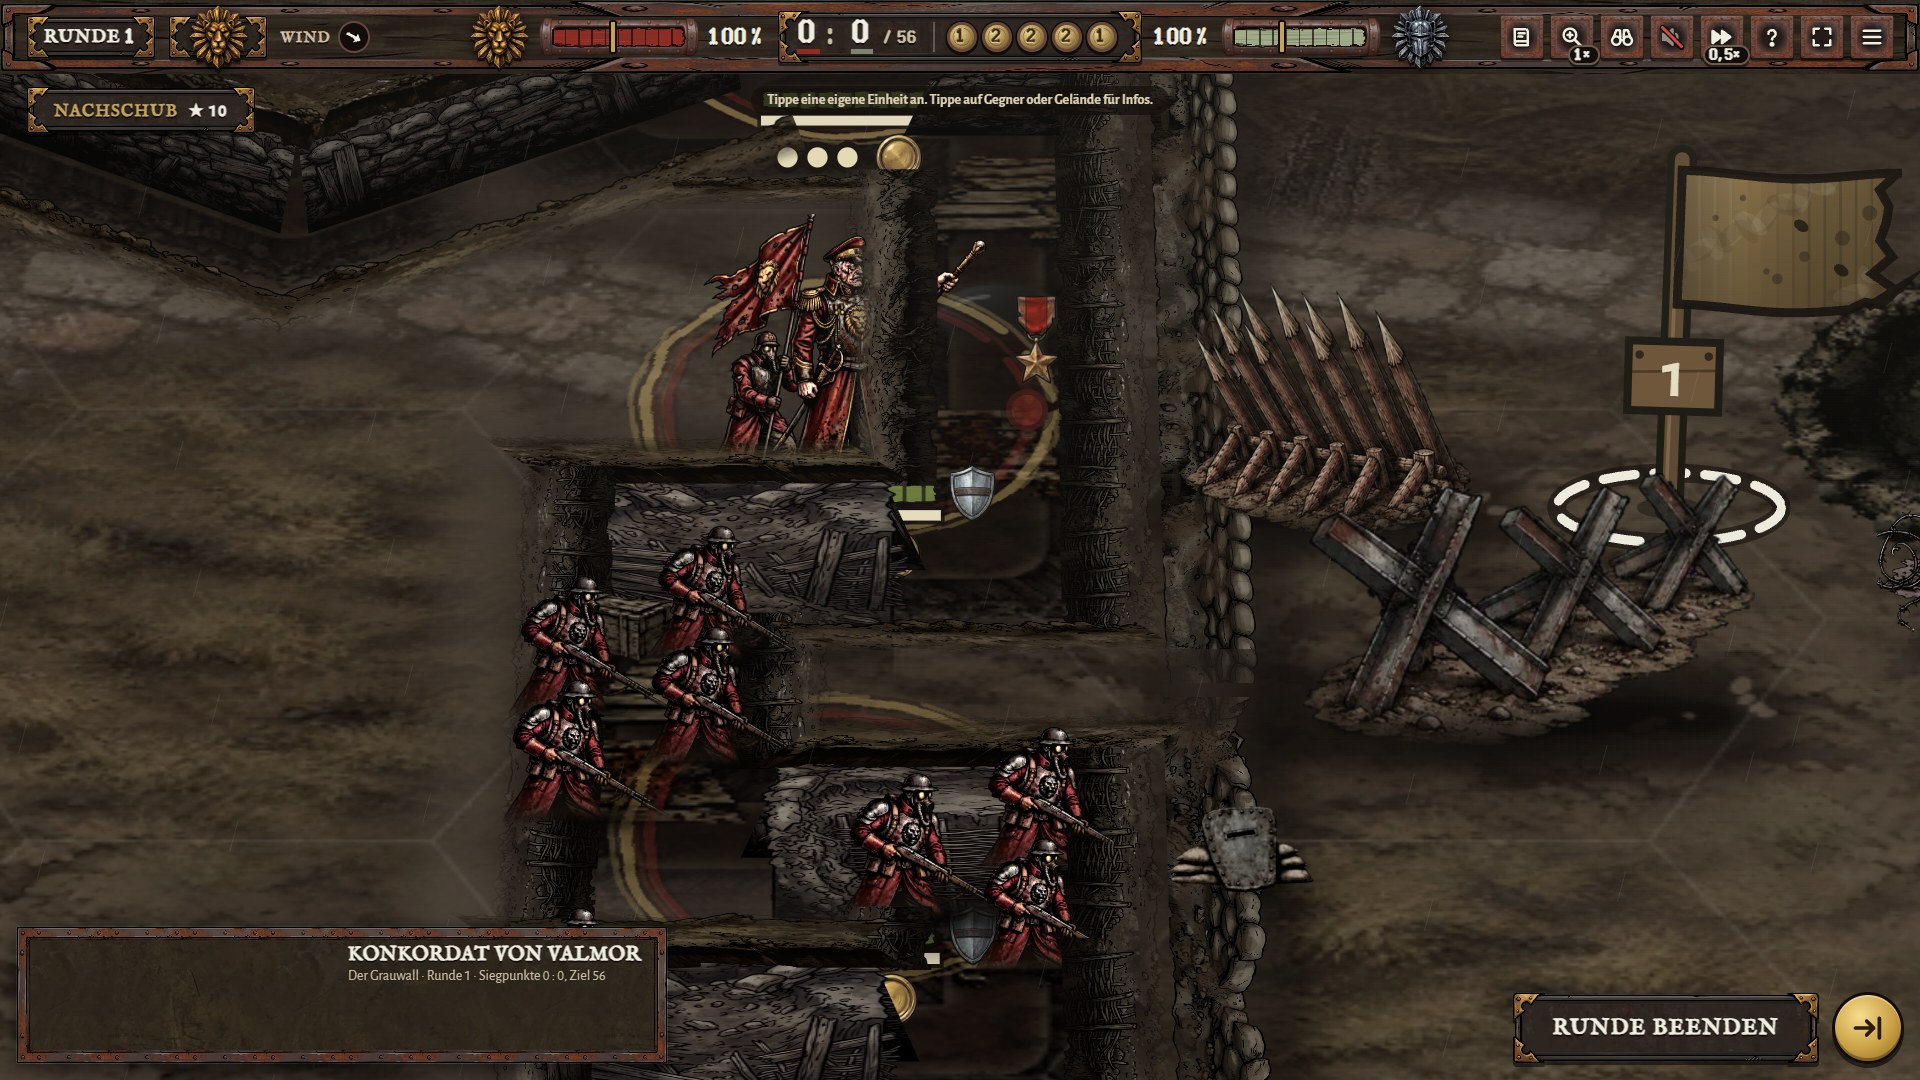 RUNDE 1
WIND
100%
0 : 0 / 56
1 2 2 2 1
100%
1×
0,5×
?
NACHSCHUB ★ 10
Tippe eine eigene Einheit an. Tippe auf Gegner oder Gelände für Infos.
1
KONKORDAT VON VALMOR
Der Grauwall · Runde 1 · Siegpunkte 0 : 0, Ziel 56
RUNDE BEENDEN